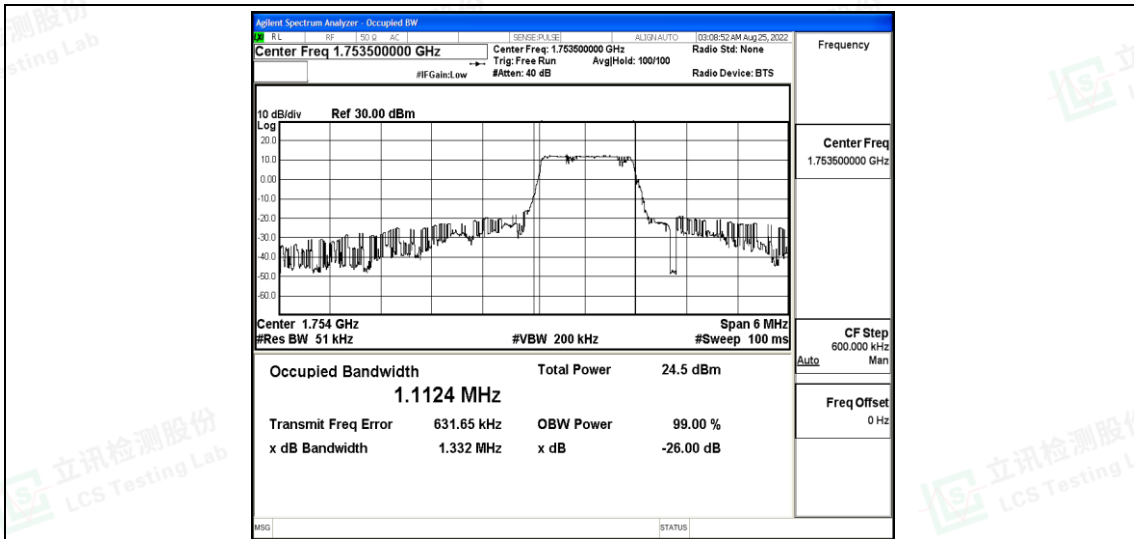 Agilent Spectrum Analyzer - Occupied BW
LXI RL RF 50 Ω AC SENSE:PULSE ALIGNAUTO 03:08:52 AM Aug 25, 2022
Center Freq 1.753500000 GHz Center Freq: 1.753500000 GHz Radio Std: None Frequency
Trig: Free Run Avg|Hold: 100/100
#IFGain:Low #Atten: 40 dB Radio Device: BTS
10 dB/div Ref 30.00 dBm
Log
20.0
10.0
0.00
-10.0
-20.0
-30.0
-40.0
-50.0
-60.0
Center 1.754 GHz Span 6 MHz
#Res BW 51 kHz #VBW 200 kHz #Sweep 100 ms
Occupied Bandwidth Total Power 24.5 dBm
1.1124 MHz
Transmit Freq Error 631.65 kHz OBW Power 99.00 %
x dB Bandwidth 1.332 MHz x dB -26.00 dB
MSG STATUS
Center Freq
1.753500000 GHz
CF Step
600.000 kHz
Auto Man
Freq Offset
0 Hz
立讯检测股份
LCS Testing Lab
立讯检测股份
LCS Testing L
测股份
sting Lab
立